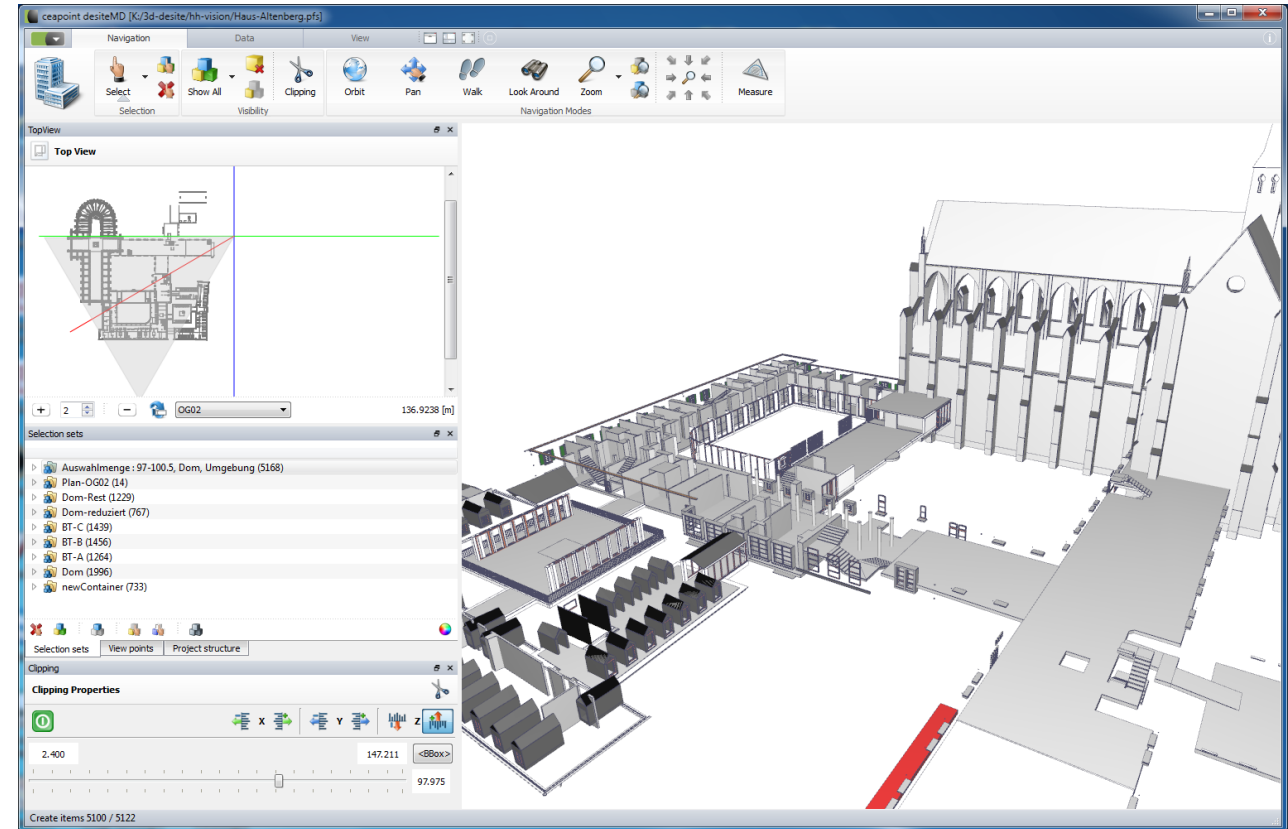 ceapoint desiteMD [K:/3d-desite/hh-vision/Haus-Altenberg.pfs]
Navigation Data View
Select Show All Clipping Orbit Pan Walk Look Around Zoom Measure
Selection Visibility Navigation Modes
TopView
Top View
+ 2 - OG02 136.9238 [m]
Selection sets
Auswahlmenge : 97-100.5, Dom, Umgebung (5168)
Plan-OG02 (14)
Dom-Rest (1229)
Dom-reduziert (767)
BT-C (1439)
BT-B (1456)
BT-A (1264)
Dom (1996)
newContainer (733)
Selection sets View points Project structure
Clipping
Clipping Properties
X Y Z
2.400 147.211 <BBox>
97.975
Create items 5100 / 5122